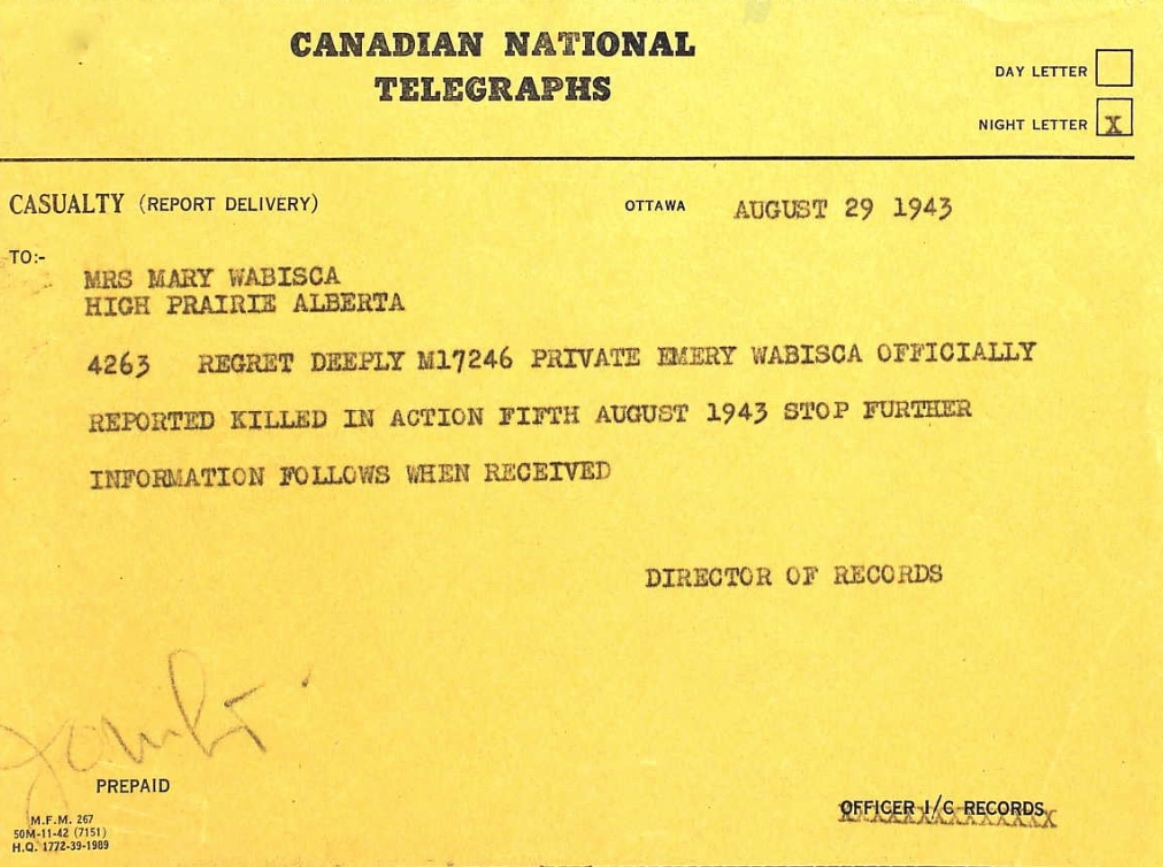 CANADIAN NATIONAL
TELEGRAPHS
DAY LETTER
NIGHT LETTER X
CASUALTY (REPORT DELIVERY) OTTAWA AUGUST 29 1943
TO:-
MRS MARY WABISCA
HIGH PRAIRIE ALBERTA
4263 REGRET DEEPLY M17246 PRIVATE EMERY WABISCA OFFICIALLY
REPORTED KILLED IN ACTION FIFTH AUGUST 1943 STOP FURTHER
INFORMATION FOLLOWS WHEN RECEIVED
DIRECTOR OF RECORDS
PREPAID
OFFICER I/C RECORDS
M.F.M. 267
50M-11-42 (7151)
H.Q. 1772-39-1989